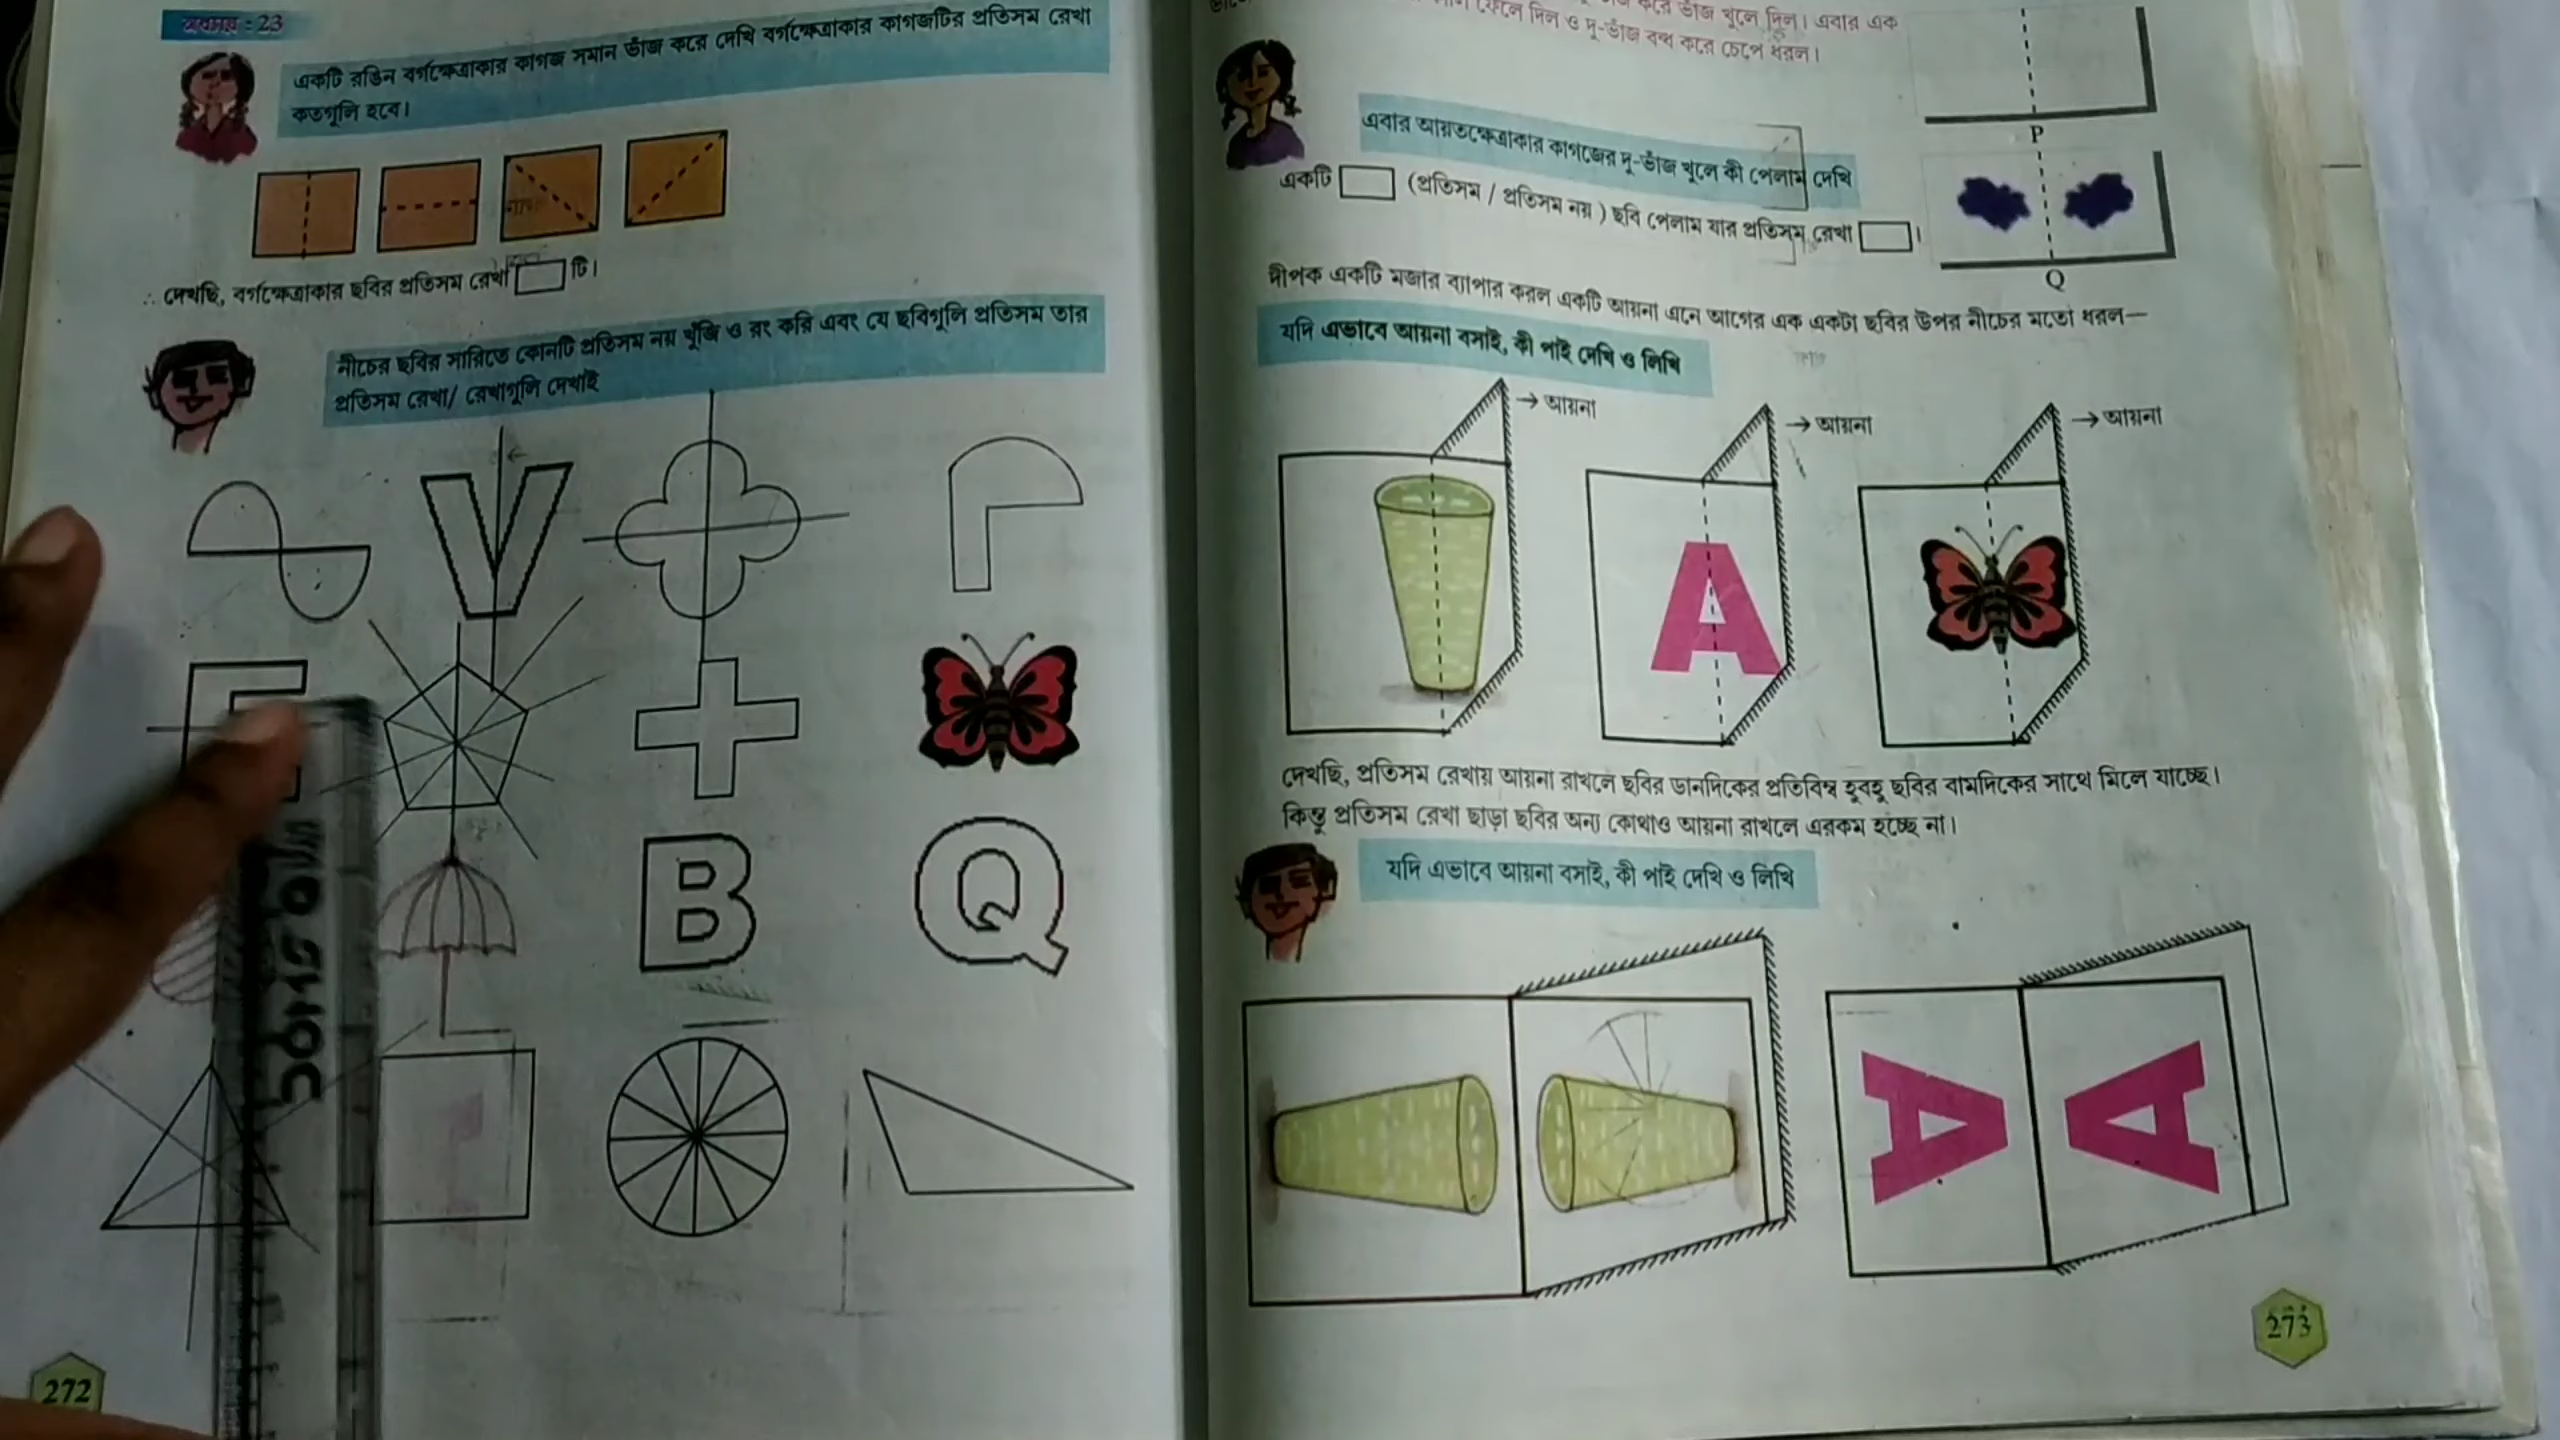 অধ্যায় : 23
একটি রঙিন বর্গক্ষেত্রাকার কাগজ সমান ভাঁজ করে দেখি বর্গক্ষেত্রাকার কাগজটির প্রতিসম রেখা
কতগুলি হবে।
∴ দেখছি, বর্গক্ষেত্রাকার ছবির প্রতিসম রেখা টি।
নীচের ছবির সারিতে কোনটি প্রতিসম নয় খুঁজি ও রং করি এবং যে ছবিগুলি প্রতিসম তার
প্রতিসম রেখা/ রেখাগুলি দেখাই
V
E
B
Q
272
করে ভাঁজ খুলে দিল। এবার এক
ফেলে দিল ও দু-ভাঁজ বন্ধ করে চেপে ধরল।
P
এবার আয়তক্ষেত্রাকার কাগজের দু-ভাঁজ খুলে কী পেলাম দেখি
একটি (প্রতিসম / প্রতিসম নয়) ছবি পেলাম যার প্রতিসম রেখা ।
Q
দীপক একটি মজার ব্যাপার করল একটি আয়না এনে আগের এক একটা ছবির উপর নীচের মতো ধরল—
যদি এভাবে আয়না বসাই, কী পাই দেখি ও লিখি
→ আয়না
→ আয়না
→ আয়না
A
দেখছি, প্রতিসম রেখায় আয়না রাখলে ছবির ডানদিকের প্রতিবিম্ব হুবহু ছবির বামদিকের সাথে মিলে যাচ্ছে।
কিন্তু প্রতিসম রেখা ছাড়া ছবির অন্য কোথাও আয়না রাখলে এরকম হচ্ছে না।
যদি এভাবে আয়না বসাই, কী পাই দেখি ও লিখি
A
A
273